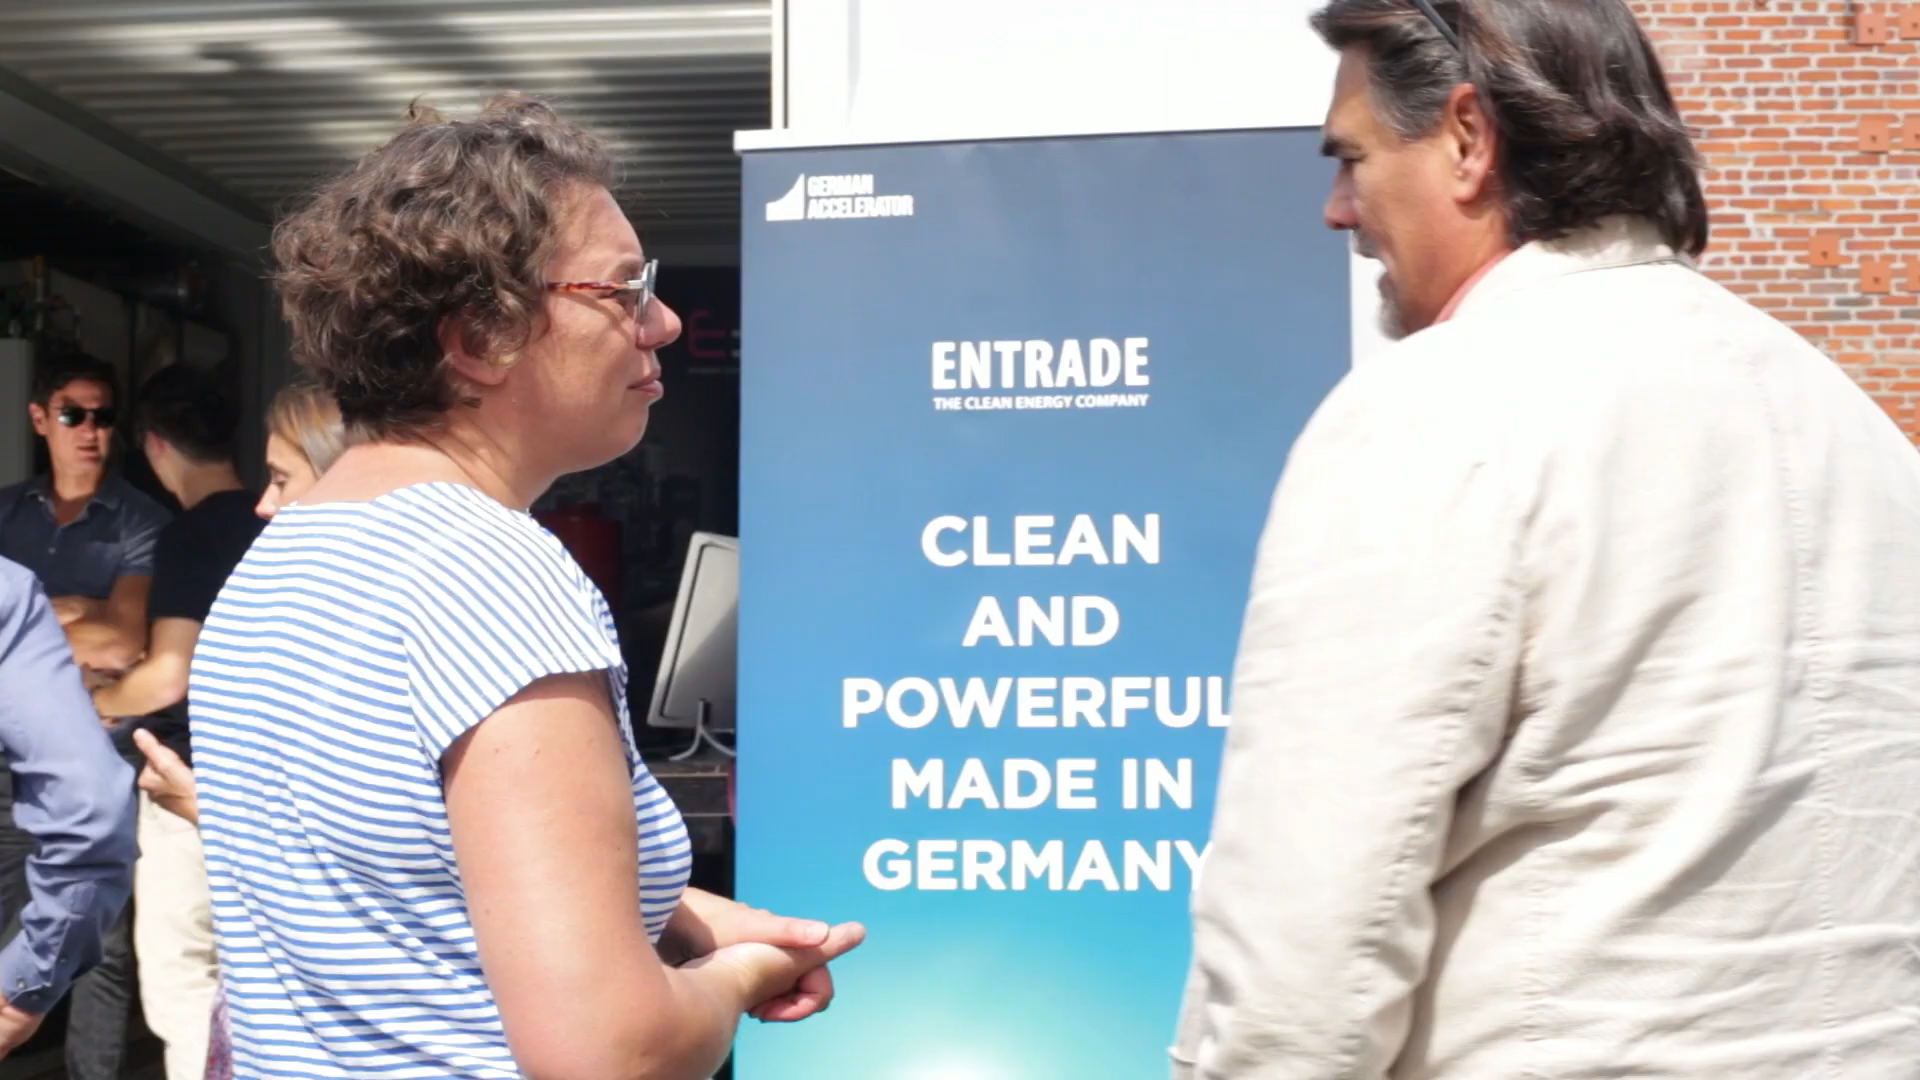 GERMAN
ACCELERATOR
ENTRADE
THE CLEAN ENERGY COMPANY
CLEAN
AND
POWERFUL
MADE IN
GERMANY